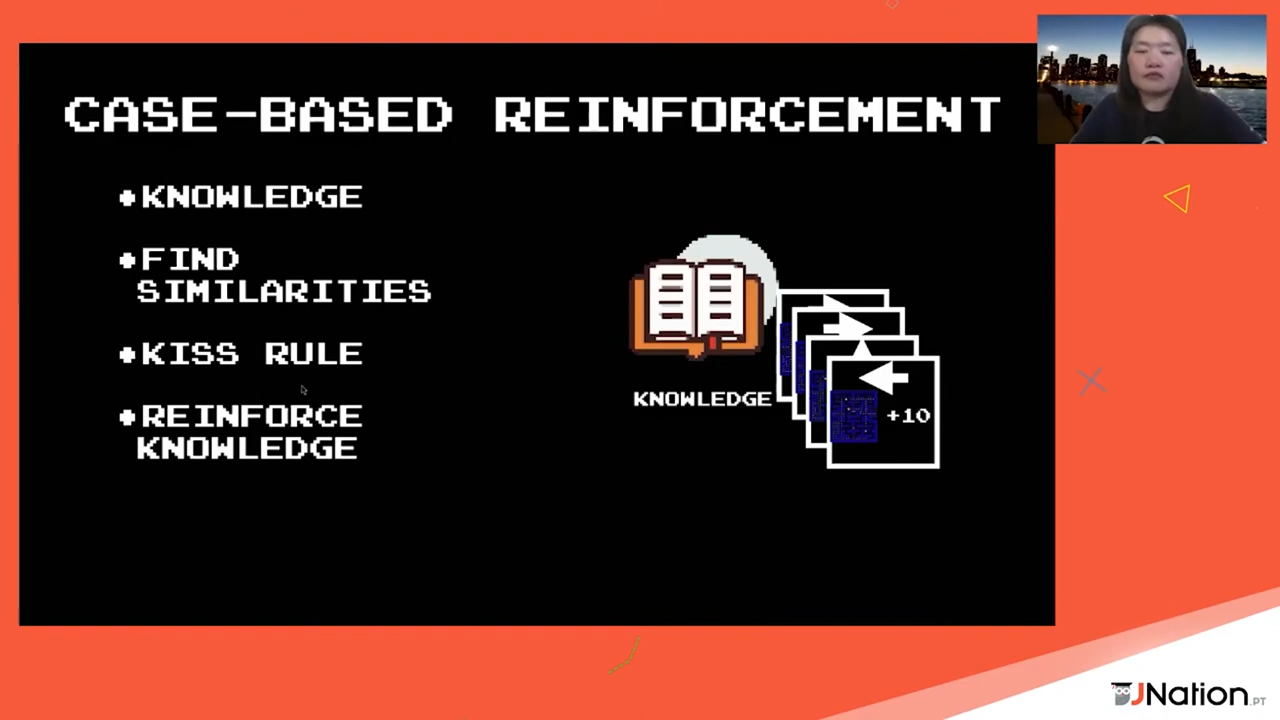 CASE-BASED REINFORCEMENT
•KNOWLEDGE
•FIND
SIMILARITIES
•KISS RULE
•REINFORCE
KNOWLEDGE
KNOWLEDGE
+10
JNation.PT